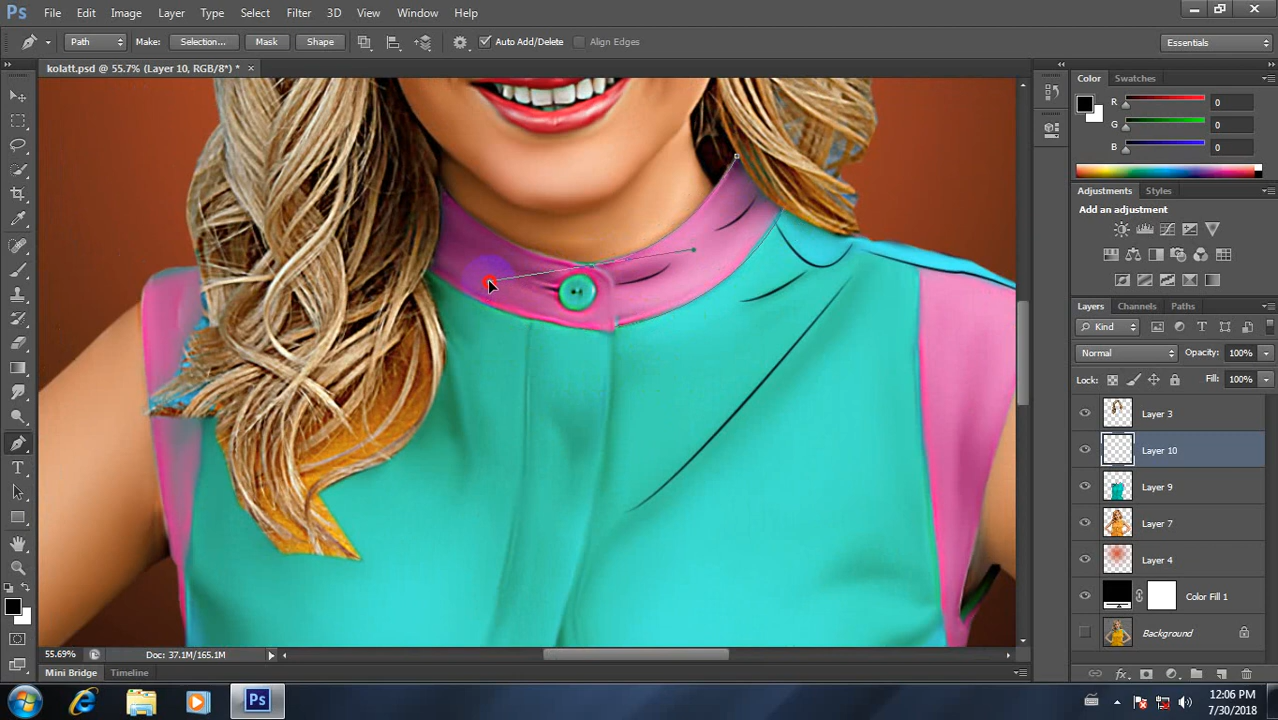 Ps File Edit Image Layer Type Select Filter 3D View Window Help
Path Make: Selection... Mask Shape Auto Add/Delete Align Edges Essentials
kolatt.psd @ 55.7% (Layer 10, RGB/8*) *
Color Swatches
R 0
G 0
B 0
Adjustments Styles
Add an adjustment
Layers Channels Paths
Kind
Normal Opacity: 100%
Lock: Fill: 100%
Layer 3
Layer 10
Layer 9
Layer 7
Layer 4
Color Fill 1
Background
55.69% Doc: 37.1M/165.1M
Mini Bridge Timeline
Ps
12:06 PM
7/30/2018